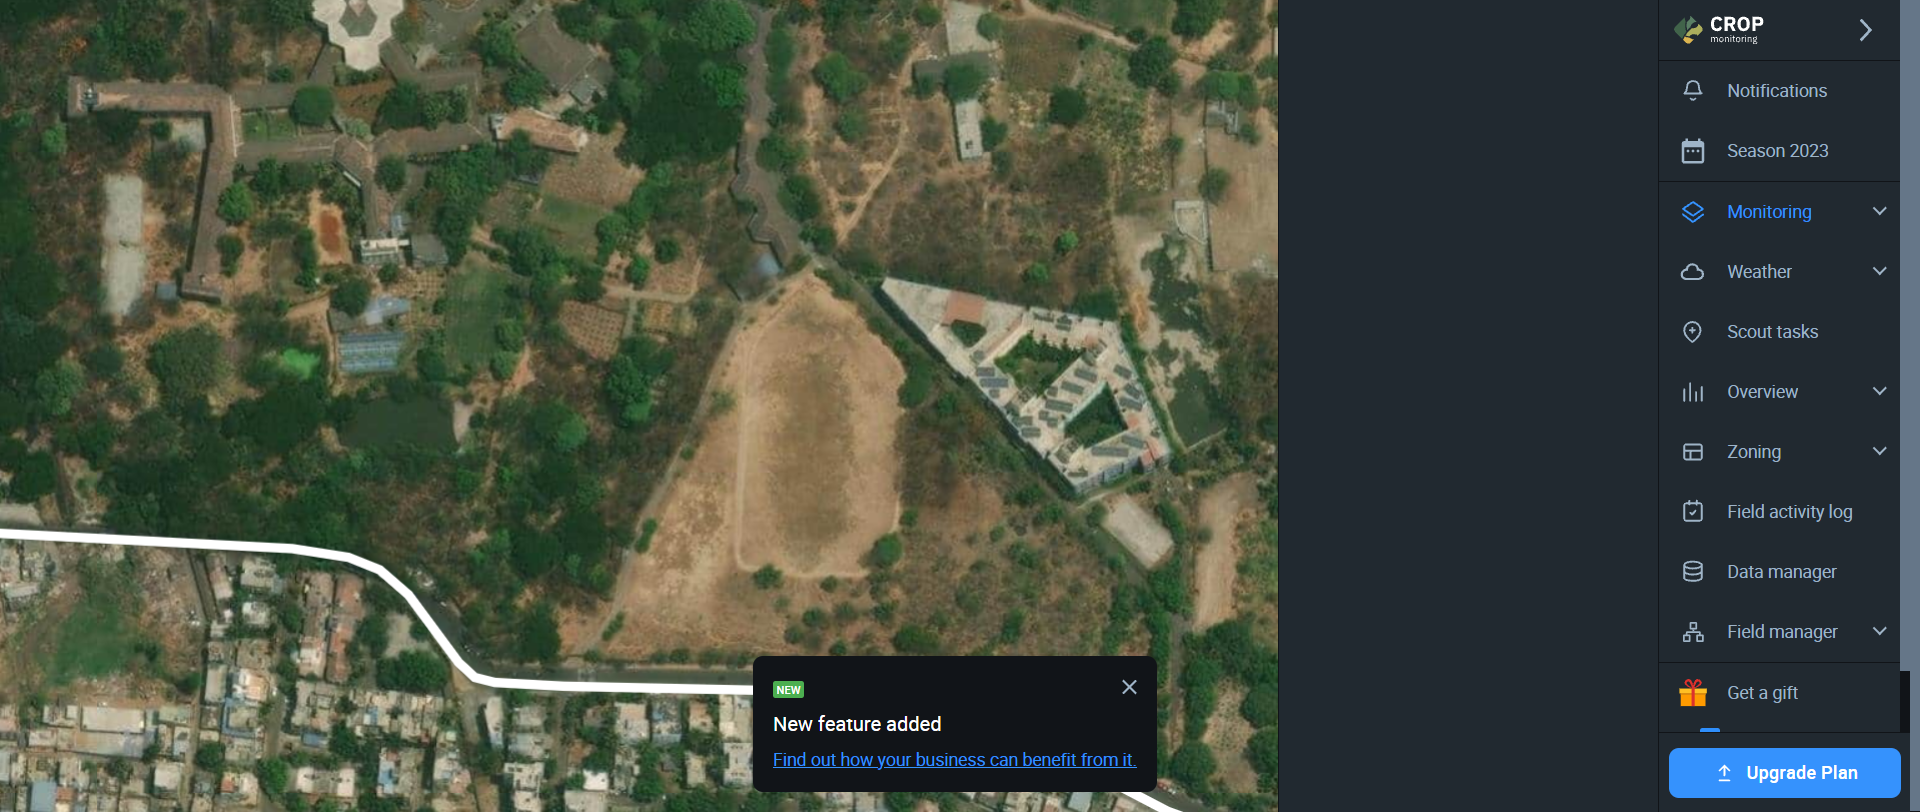 CROP
monitoring
Notifications
Season 2023
Monitoring
Weather
Scout tasks
Overview
Zoning
Field activity log
Data manager
Field manager
Get a gift
Upgrade Plan
NEW
New feature added
Find out how your business can benefit from it.